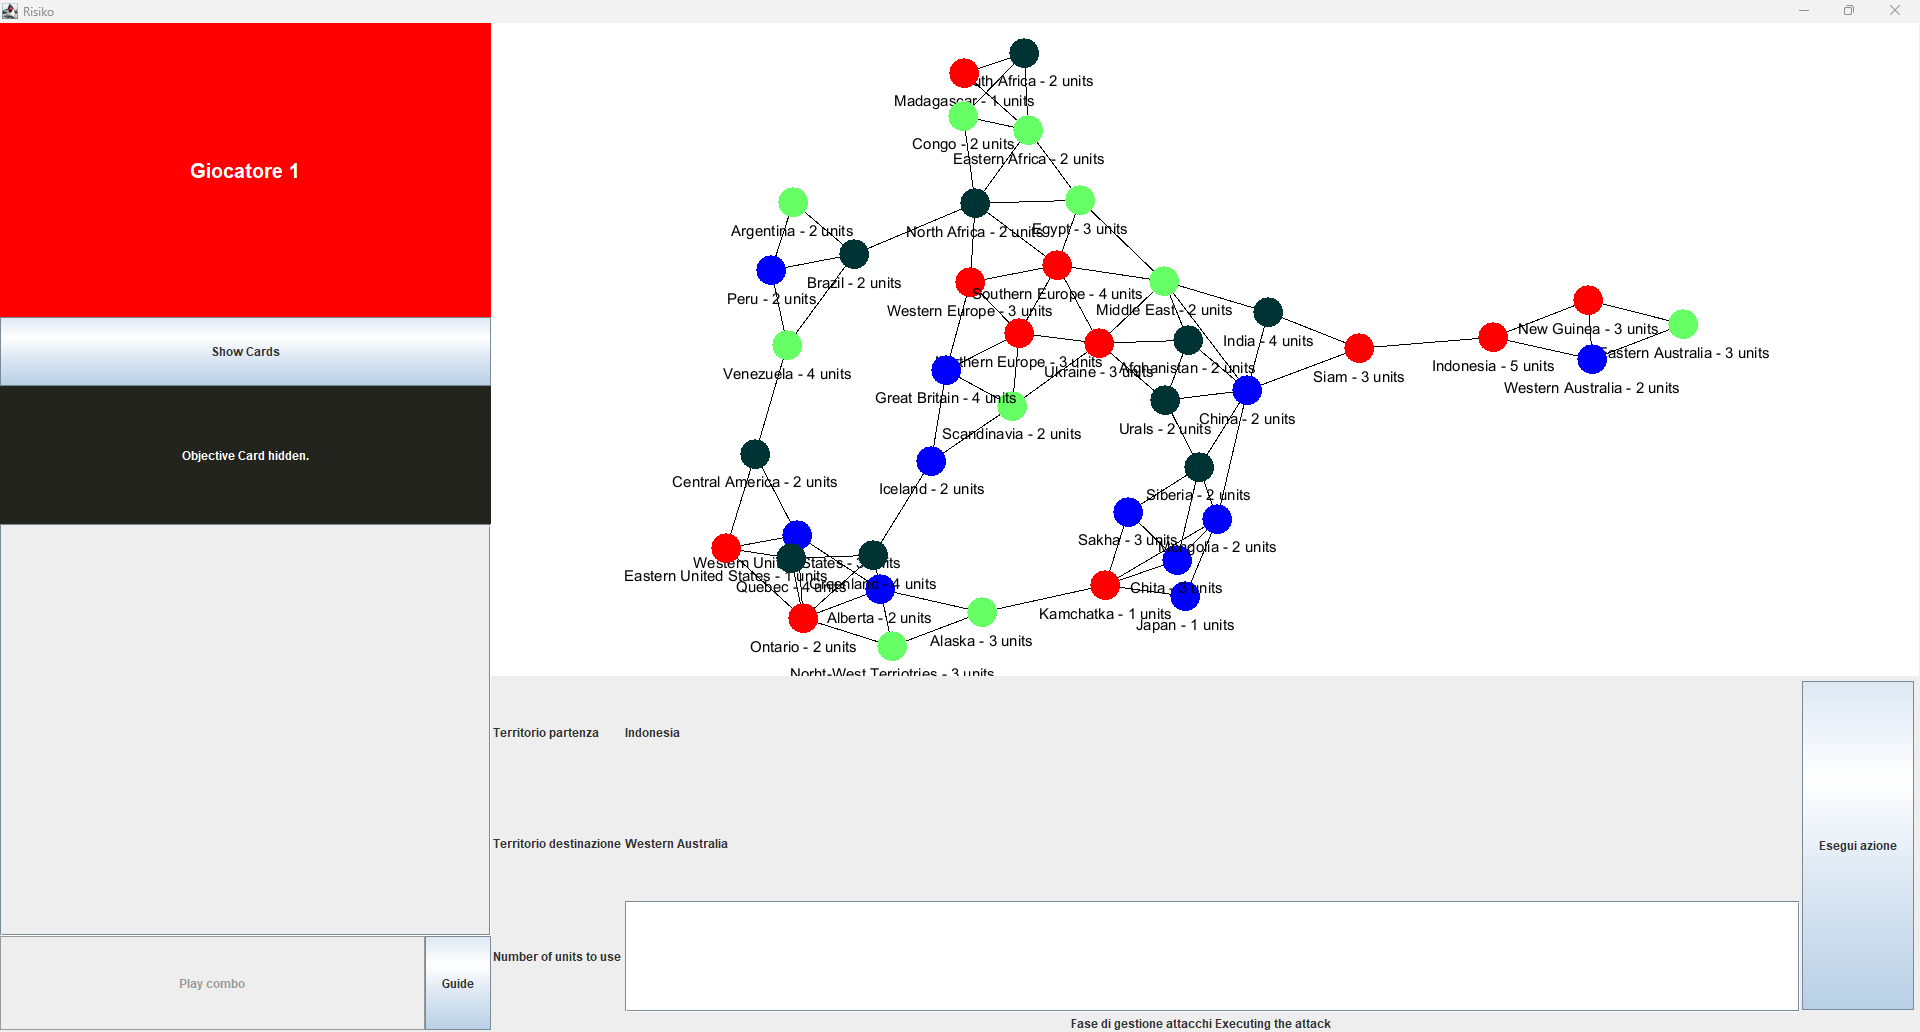 Risiko
Giocatore 1
Show Cards
Objective Card hidden.
Play combo
Guide
Africa - 2 units
Madagascar - 1 units
Congo - 2 units
Eastern Africa - 2 units
Argentina - 2 units
North Africa - 2 units
Egypt - 3 units
Brazil - 2 units
Peru - 2 units
Southern Europe - 4 units
Western Europe - 3 units
Middle East - 2 units
New Guinea - 3 units
India - 4 units
Eastern Australia - 3 units
Northern Europe - 3 units
Ukraine - 3 units
Afghanistan - 2 units
Indonesia - 5 units
Venezuela - 4 units
Siam - 3 units
Western Australia - 2 units
Great Britain - 4 units
China - 2 units
Urals - 2 units
Scandinavia - 2 units
Central America - 2 units
Iceland - 2 units
Siberia - 2 units
Sakha - 3 units
Mongolia - 2 units
Western United States - 3 units
Eastern United States - 1 units
Quebec - 4 units
Greenland - 4 units
Chita - 3 units
Alberta - 2 units
Kamchatka - 1 units
Japan - 1 units
Ontario - 2 units
Alaska - 3 units
Norht-West Terriotries - 3 units
Territorio partenza Indonesia
Territorio destinazione Western Australia
Number of units to use
Esegui azione
Fase di gestione attacchi Executing the attack